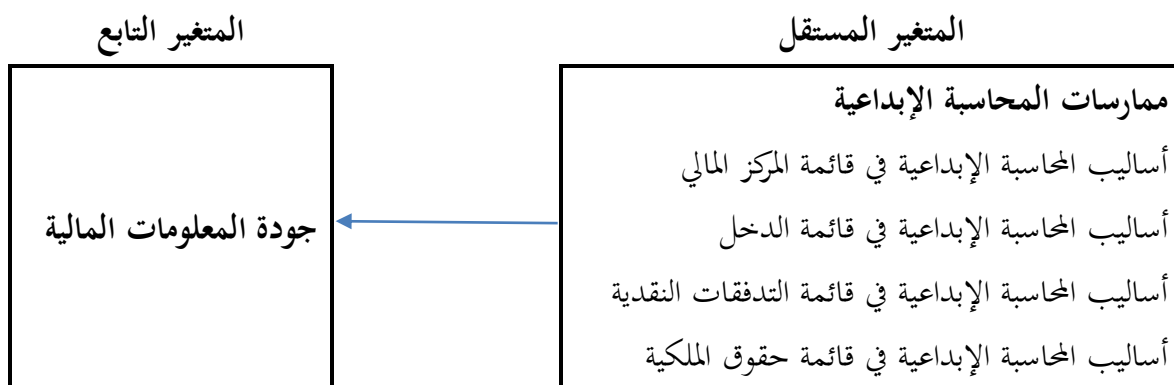 المتغير المستقل
المتغير التابع
ممارسات المحاسبة الإبداعية
أساليب المحاسبة الإبداعية في قائمة المركز المالي
أساليب المحاسبة الإبداعية في قائمة الدخل
أساليب المحاسبة الإبداعية في قائمة التدفقات النقدية
أساليب المحاسبة الإبداعية في قائمة حقوق الملكية
جودة المعلومات المالية